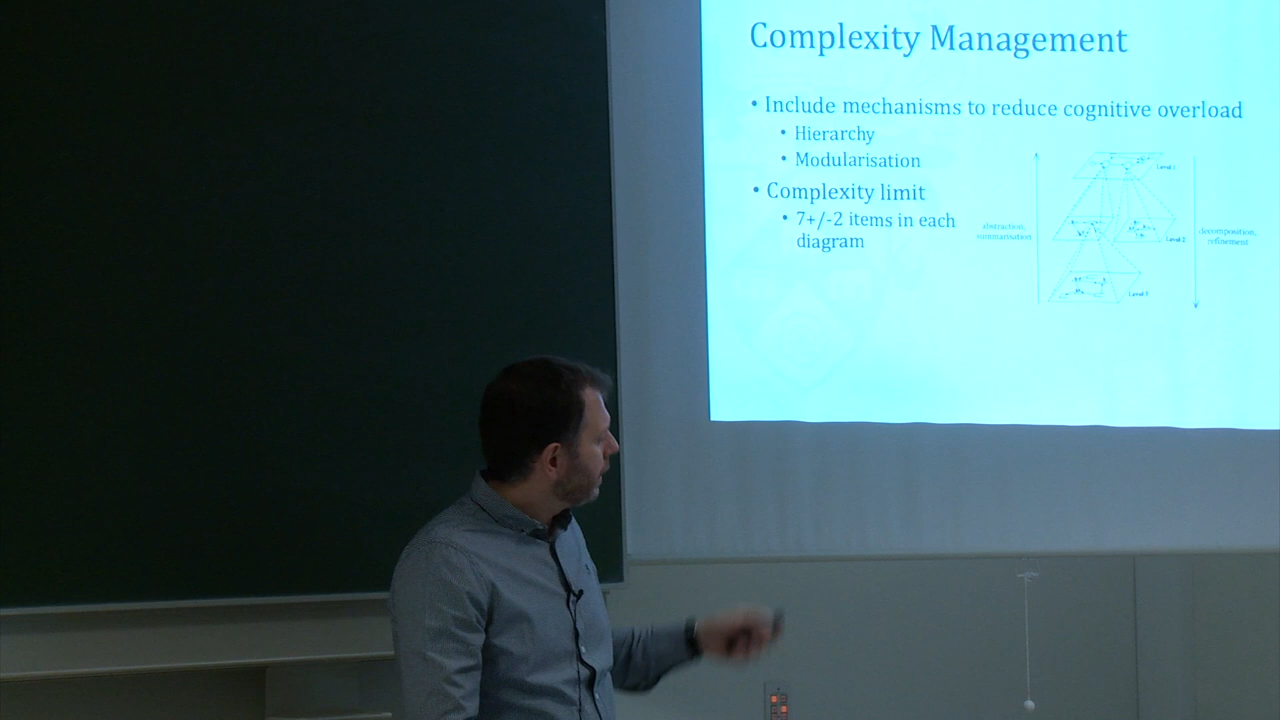 Complexity Management
• Include mechanisms to reduce cognitive overload
• Hierarchy
• Modularisation
• Complexity limit
• 7+/-2 items in each
diagram
abstraction,
summarisation
Level 1
Level 2
Level 3
decomposition,
refinement